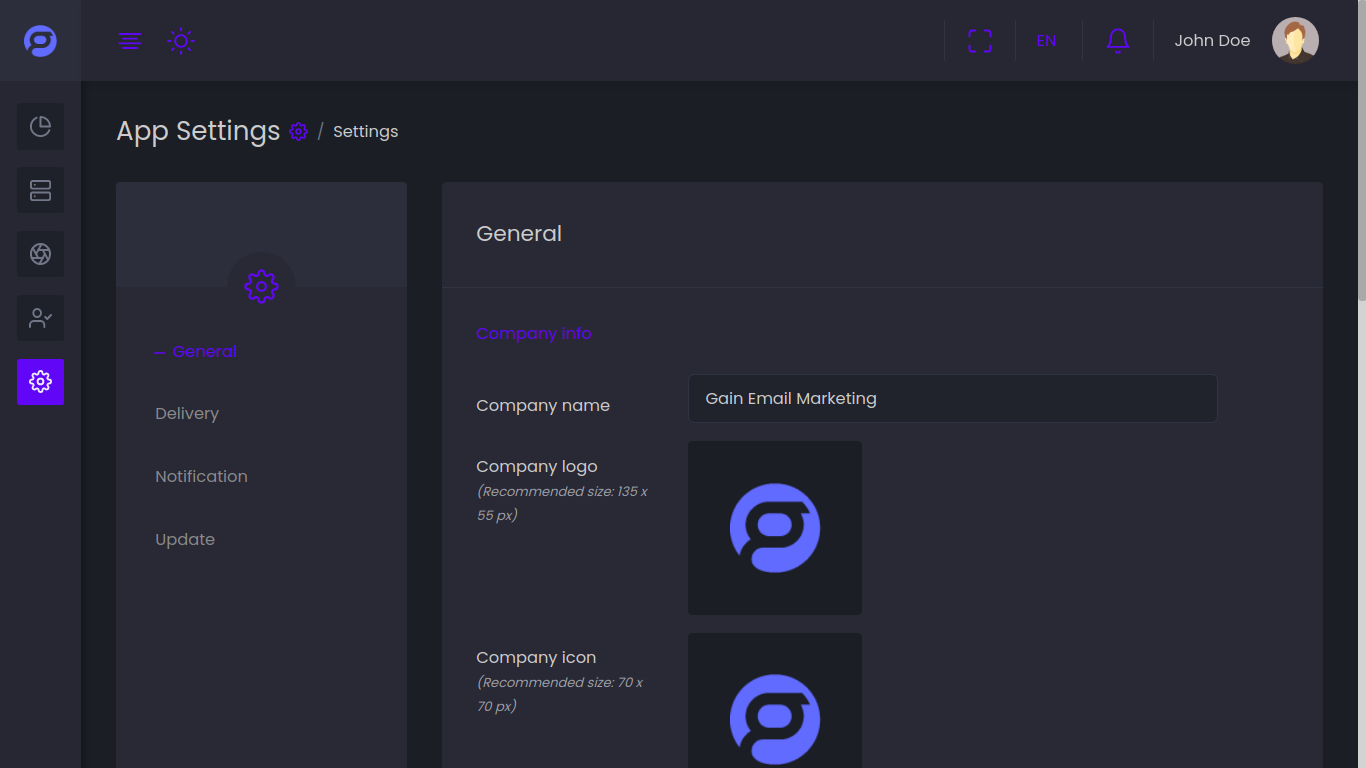 EN
John Doe
App Settings / Settings
General
Delivery
Notification
Update
General
Company info
Company name
Gain Email Marketing
Company logo
(Recommended size: 135 x
55 px)
Company icon
(Recommended size: 70 x
70 px)